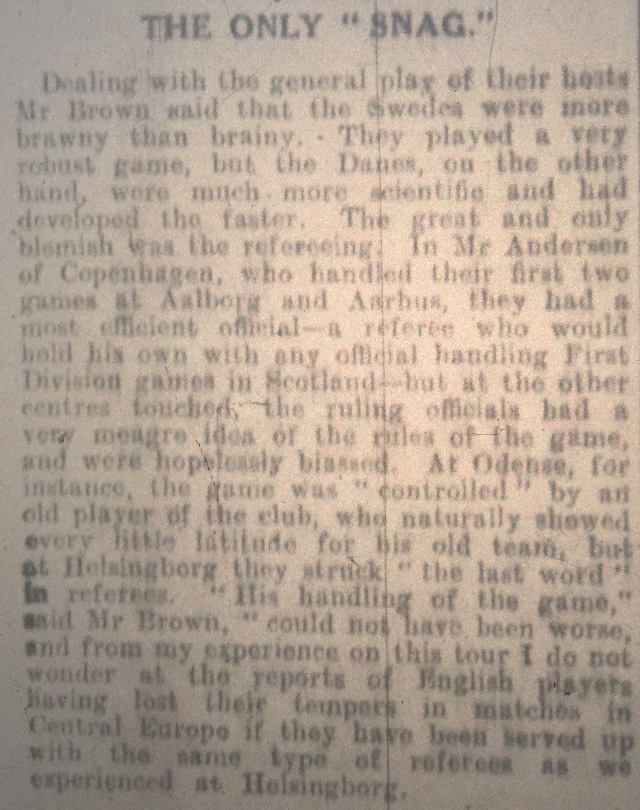 THE ONLY "SNAG."
Dealing with the general play of their hosts
Mr Brown said that the Swedes were more
brawny than brainy. They played a very
robust game, but the Danes, on the other
hand, were much more scientific and had
developed the faster. The great and only
blemish was the refereeing. In Mr Andersen
of Copenhagen, who handled their first two
games at Aalborg and Aarhus, they had a
most efficient official—a referee who would
hold his own with any official handling First
Division games in Scotland—but at the other
centres touched, the ruling officials had a
very meagre idea of the rules of the game,
and were hopelessly biassed. At Odense, for
instance, the game was "controlled" by an
old player of the club, who naturally showed
every little latitude for his old team, but
at Helsingborg they struck "the last word"
in referees. "His handling of the game,"
said Mr Brown, "could not have been worse,
and from my experience on this tour I do not
wonder at the reports of English players
having lost their tempers in matches in
Central Europe if they have been served up
with the same type of referees as we
experienced at Helsingborg.